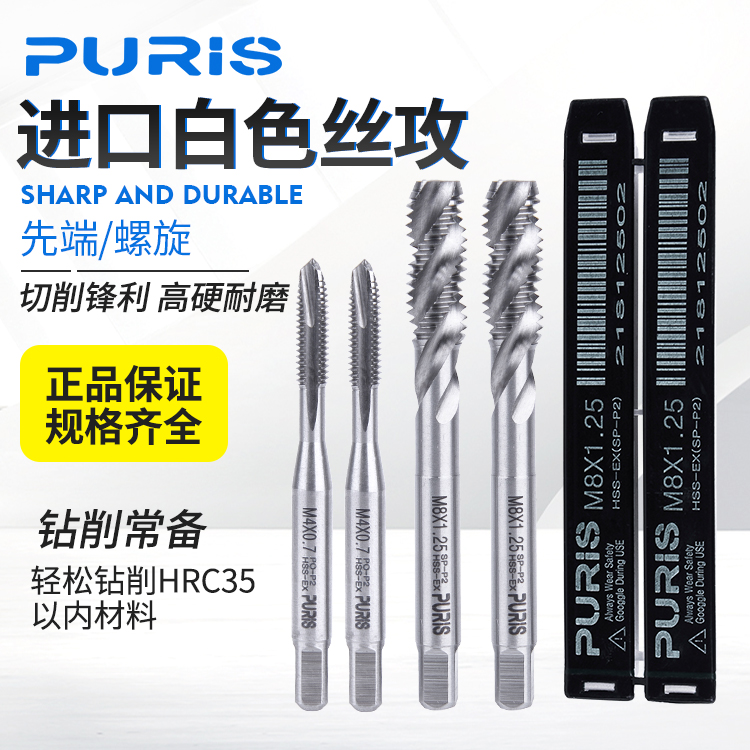 PURIS
进口白色丝攻
SHARP AND DURABLE
先端/螺旋
切削锋利 高硬耐磨
正品保证
规格齐全
钻削常备
轻松钻削HRC35
以内材料
M4X0.7 PO-P2
HSS-EX
PURIS
M4X0.7 PO-P2
HSS-EX
PURIS
M8X1.25 SP-P2
HSS-EX
PURIS
M8X1.25 SP-P2
HSS-EX
PURIS
21812502
M8X1.25
HSS-EX(SP-P2)
PURIS
Always Wear Safety
Googgle During USE
21812502
M8X1.25
HSS-EX(SP-P2)
PURIS
Always Wear Safety
Googgle During USE